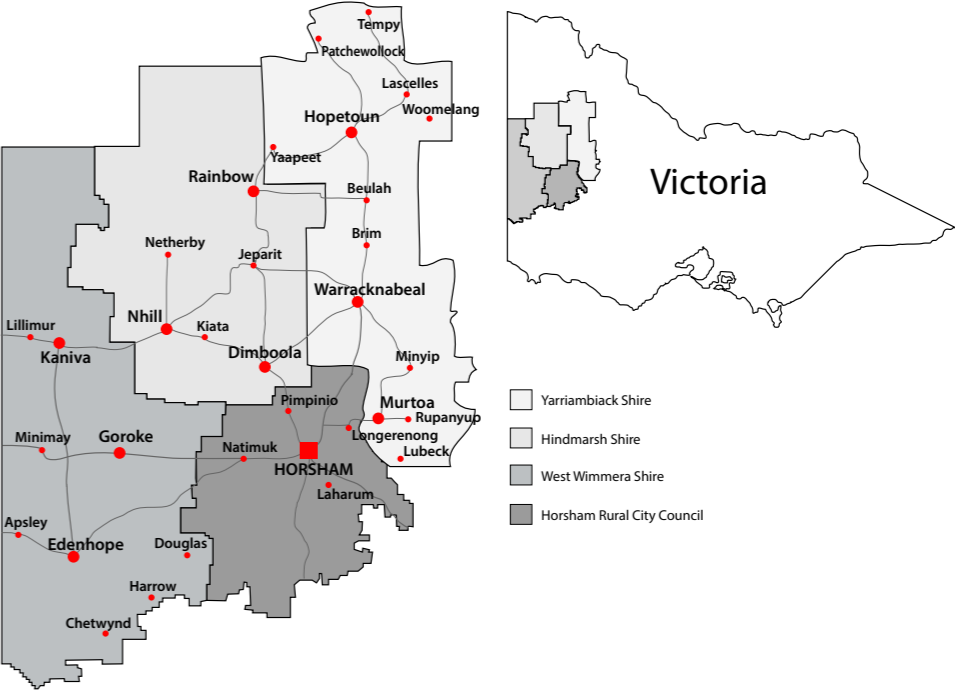 Tempy
Patchewollock
Lascelles
Woomelang
Hopetoun
Yaapeet
Rainbow
Beulah
Brim
Netherby
Jeparit
Warracknabeal
Nhill
Kiata
Lillimur
Kaniva
Dimboola
Minyip
Pimpinio
Murtoa
Rupanyup
Longerenong
Lubeck
Minimay
Goroke
Natimuk
HORSHAM
Laharum
Apsley
Edenhope
Douglas
Harrow
Chetwynd
Victoria
Yarriambiack Shire
Hindmarsh Shire
West Wimmera Shire
Horsham Rural City Council